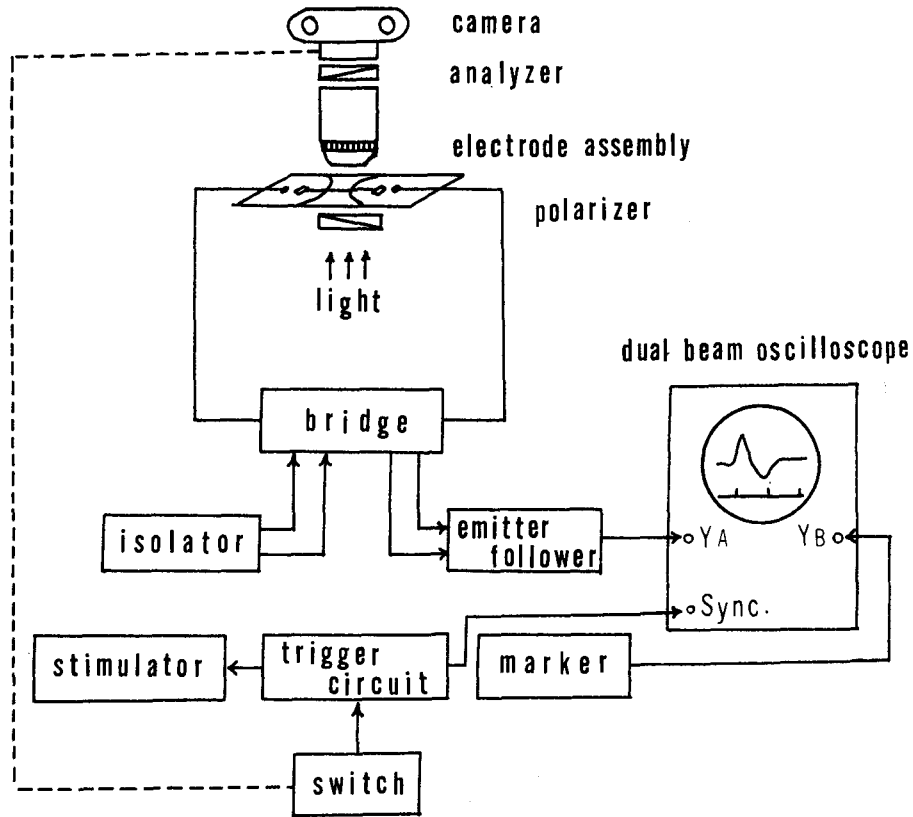 camera
analyzer
electrode assembly
polarizer
light
dual beam oscilloscope
bridge
isolator
emitter
follower
YA
YB
Sync.
stimulator
trigger
circuit
marker
switch